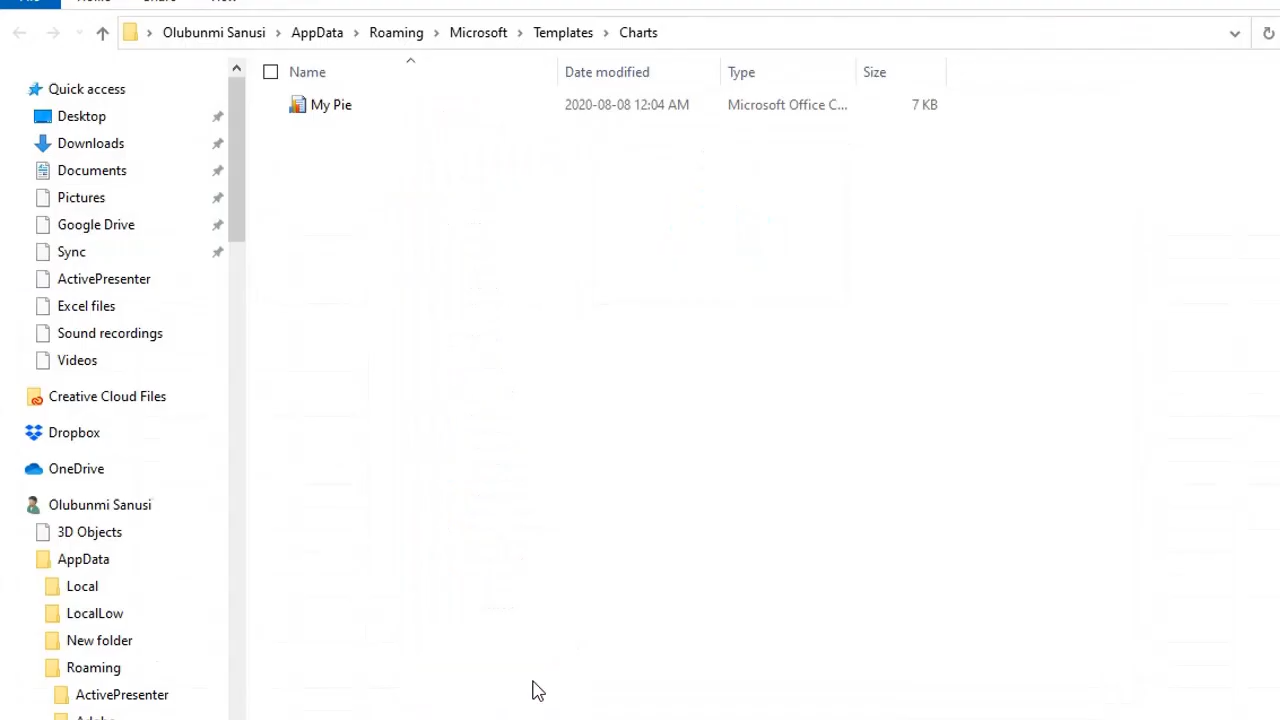 Olubunmi Sanusi > AppData > Roaming > Microsoft > Templates > Charts
Name Date modified Type Size
My Pie 2020-08-08 12:04 AM Microsoft Office C... 7 KB
Quick access
Desktop
Downloads
Documents
Pictures
Google Drive
Sync
ActivePresenter
Excel files
Sound recordings
Videos
Creative Cloud Files
Dropbox
OneDrive
Olubunmi Sanusi
3D Objects
AppData
Local
LocalLow
New folder
Roaming
ActivePresenter